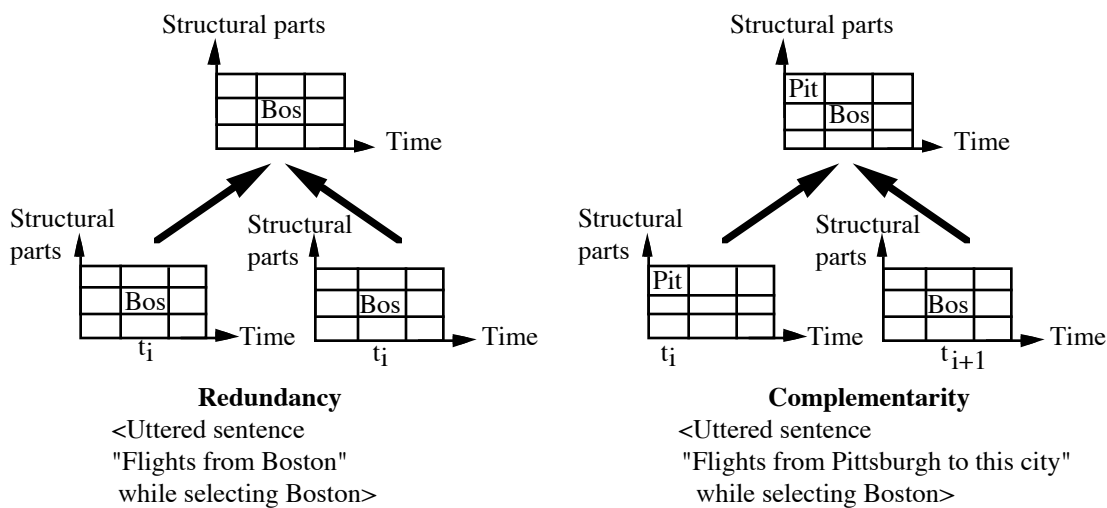 Structural parts
Bos
Time
Structural
parts
Bos
t i
Time
Structural
parts
Bos
t i
Time
Redundancy
<Uttered sentence
"Flights from Boston"
while selecting Boston>
Structural parts
Pit
Bos
Time
Structural
parts
Pit
t i
Time
Structural
parts
Bos
t i+1
Time
Complementarity
<Uttered sentence
"Flights from Pittsburgh to this city"
while selecting Boston>